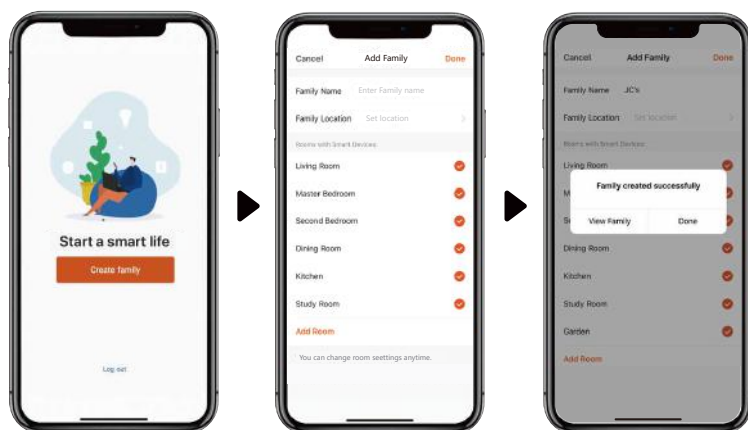 Start a smart life
Create family
Log out
Cancel Add Family Done
Family Name Enter Family name
Family Location Set location
Rooms with Smart Devices:
Living Room
Master Bedroom
Second Bedroom
Dining Room
Kitchen
Study Room
Add Room
You can change room seettings anytime.
Cancel Add Family Done
Family Name JC's
Family Location Set location
Rooms with Smart Devices:
Living Room
Family created successfully
M
View Family Done
Se
Dining Room
Kitchen
Study Room
Garden
Add Room